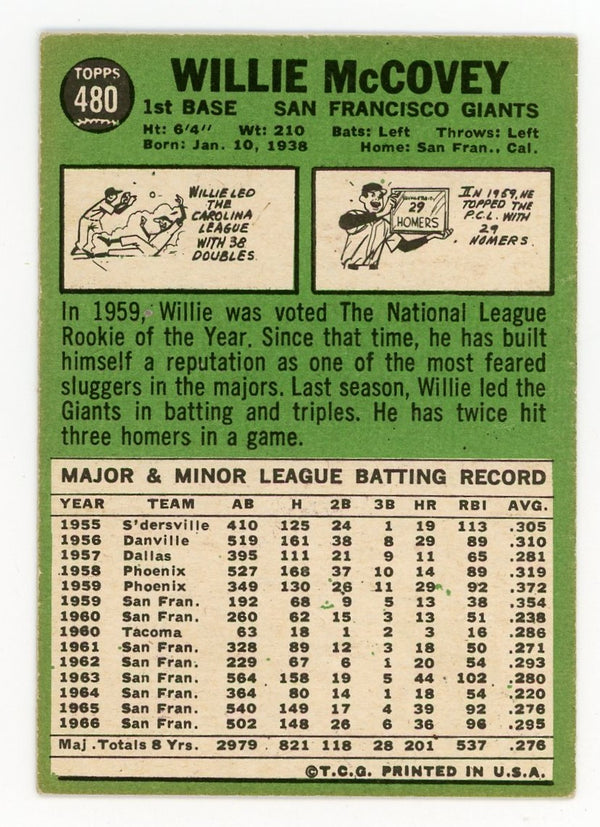 TOPPS
480
WILLIE McCOVEY
1st BASE SAN FRANCISCO GIANTS
Ht: 6'4" Wt: 210 Bats: Left Throws: Left
Born: Jan. 10, 1938 Home: San Fran., Cal.
WILLIE LED
THE
CAROLINA
LEAGUE
WITH 38
DOUBLES.
29
HOMERS
IN 1959, HE
TOPPED THE
P.C.L. WITH
29
HOMERS.
In 1959, Willie was voted The National League
Rookie of the Year. Since that time, he has built
himself a reputation as one of the most feared
sluggers in the majors. Last season, Willie led the
Giants in batting and triples. He has twice hit
three homers in a game.
MAJOR & MINOR LEAGUE BATTING RECORD
YEAR TEAM AB H 2B 3B HR RBI AVG.
1955 S'dersville 410 125 24 1 19 113 .305
1956 Danville 519 161 38 8 29 89 .310
1957 Dallas 395 111 21 9 11 65 .281
1958 Phoenix 527 168 37 10 14 89 .319
1959 Phoenix 349 130 26 11 29 92 .372
1959 San Fran. 192 68 9 5 13 38 .354
1960 San Fran. 260 62 15 3 13 51 .238
1960 Tacoma 63 18 1 2 3 16 .286
1961 San Fran. 328 89 12 3 18 50 .271
1962 San Fran. 229 67 6 1 20 54 .293
1963 San Fran. 564 158 19 5 44 102 .280
1964 San Fran. 364 80 14 1 18 54 .220
1965 San Fran. 540 149 17 4 39 92 .276
1966 San Fran. 502 148 26 6 36 96 .295
Maj. Totals 8 Yrs. 2979 821 118 28 201 537 .276
©T.C.G. PRINTED IN U.S.A.